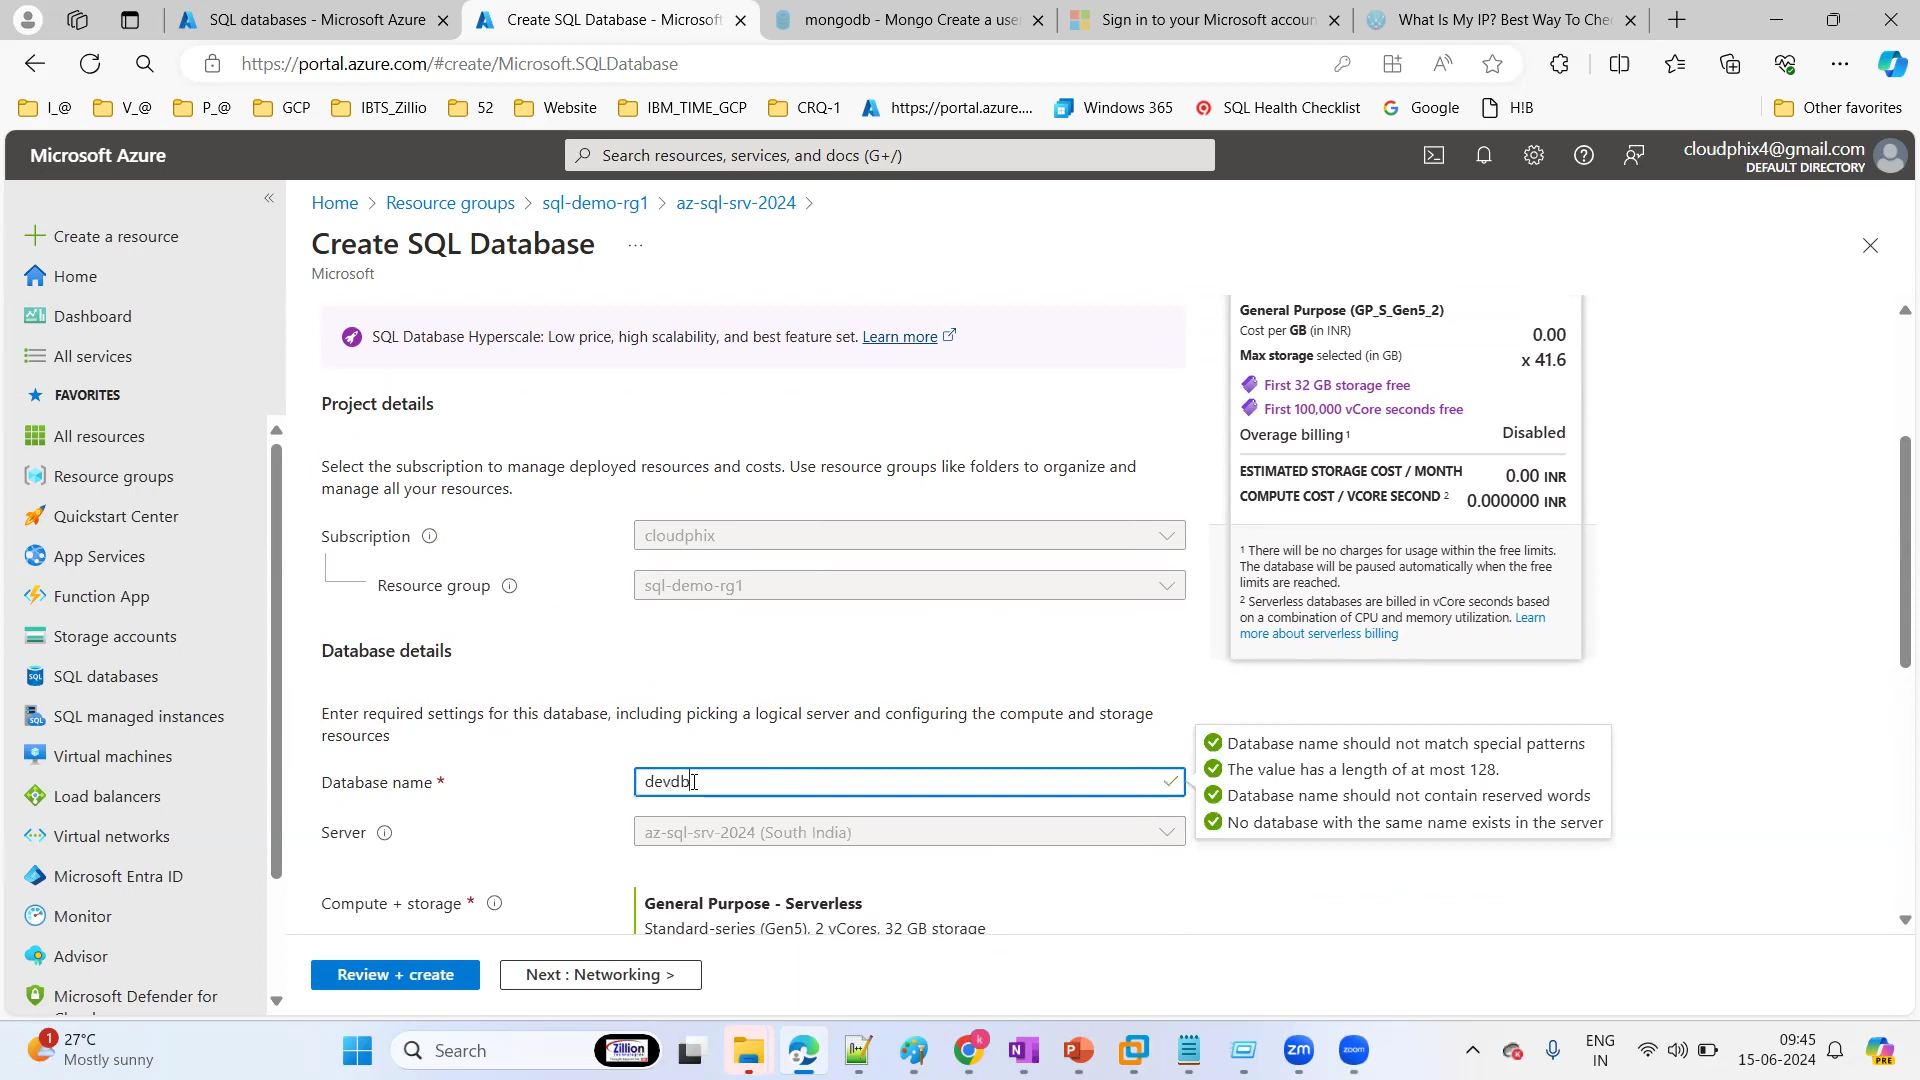 SQL databases - Microsoft Azure
Create SQL Database - Microsoft
mongodb - Mongo Create a use
Sign in to your Microsoft accoun
What Is My IP? Best Way To Che
https://portal.azure.com/#create/Microsoft.SQLDatabase
I_@
V_@
P_@
GCP
IBTS_Zillio
52
Website
IBM_TIME_GCP
CRQ-1
https://portal.azure....
Windows 365
SQL Health Checklist
Google
H!B
Other favorites
Microsoft Azure
Search resources, services, and docs (G+/)
cloudphix4@gmail.com
DEFAULT DIRECTORY
Create a resource
Home
Dashboard
All services
FAVORITES
All resources
Resource groups
Quickstart Center
App Services
Function App
Storage accounts
SQL databases
SQL managed instances
Virtual machines
Load balancers
Virtual networks
Microsoft Entra ID
Monitor
Advisor
Microsoft Defender for
Home > Resource groups > sql-demo-rg1 > az-sql-srv-2024 >
Create SQL Database ...
Microsoft
SQL Database Hyperscale: Low price, high scalability, and best feature set. Learn more
Project details
Select the subscription to manage deployed resources and costs. Use resource groups like folders to organize and
manage all your resources.
Subscription
cloudphix
Resource group
sql-demo-rg1
Database details
Enter required settings for this database, including picking a logical server and configuring the compute and storage
resources
Database name *
devdb
Server
az-sql-srv-2024 (South India)
Compute + storage *
General Purpose - Serverless
Standard-series (Gen5), 2 vCores, 32 GB storage
Review + create
Next : Networking >
General Purpose (GP_S_Gen5_2)
Cost per GB (in INR)
0.00
Max storage selected (in GB)
x 41.6
First 32 GB storage free
First 100,000 vCore seconds free
Overage billing 1
Disabled
ESTIMATED STORAGE COST / MONTH
0.00 INR
COMPUTE COST / VCORE SECOND 2
0.000000 INR
1 There will be no charges for usage within the free limits.
The database will be paused automatically when the free
limits are reached.
2 Serverless databases are billed in vCore seconds based
on a combination of CPU and memory utilization. Learn
more about serverless billing
Database name should not match special patterns
The value has a length of at most 128.
Database name should not contain reserved words
No database with the same name exists in the server
1
27°C
Mostly sunny
Search
Zillion
zm
zoom
ENG
IN
09:45
15-06-2024
PRE